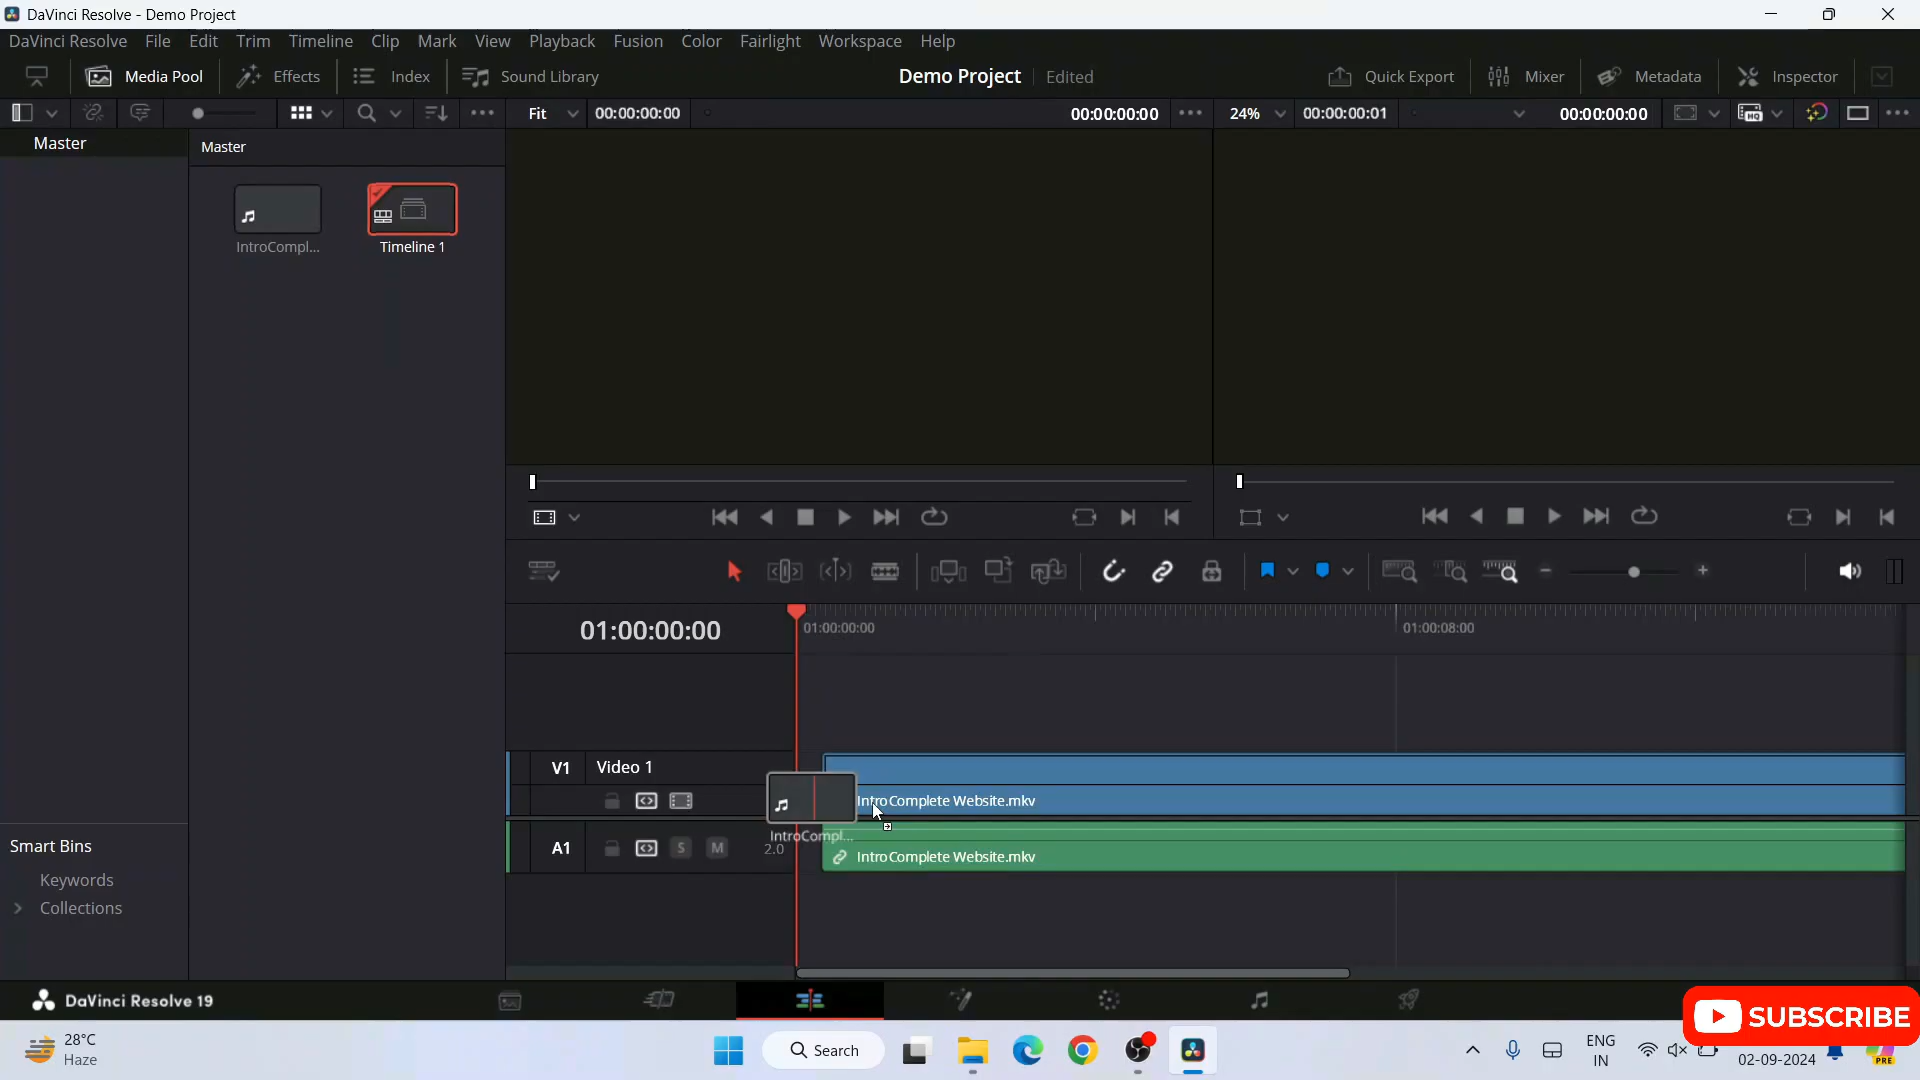 DaVinci Resolve - Demo Project
DaVinci Resolve File Edit Trim Timeline Clip Mark View Playback Fusion Color Fairlight Workspace Help
Media Pool Effects Index Sound Library Demo Project Edited Quick Export Mixer Metadata Inspector
Fit 00:00:00:00 00:00:00:00 24% 00:00:00:01 00:00:00:00
Master Master
IntroCompl... Timeline 1
01:00:00:00 01:00:00:00 01:00:08:00
V1 Video 1
Intro Complete Website.mkv
IntroCompl...
A1 S M 2.0
Intro Complete Website.mkv
Smart Bins
Keywords
Collections
DaVinci Resolve 19
SUBSCRIBE
28°C
Haze
Search
ENG
IN
02-09-2024
PRE